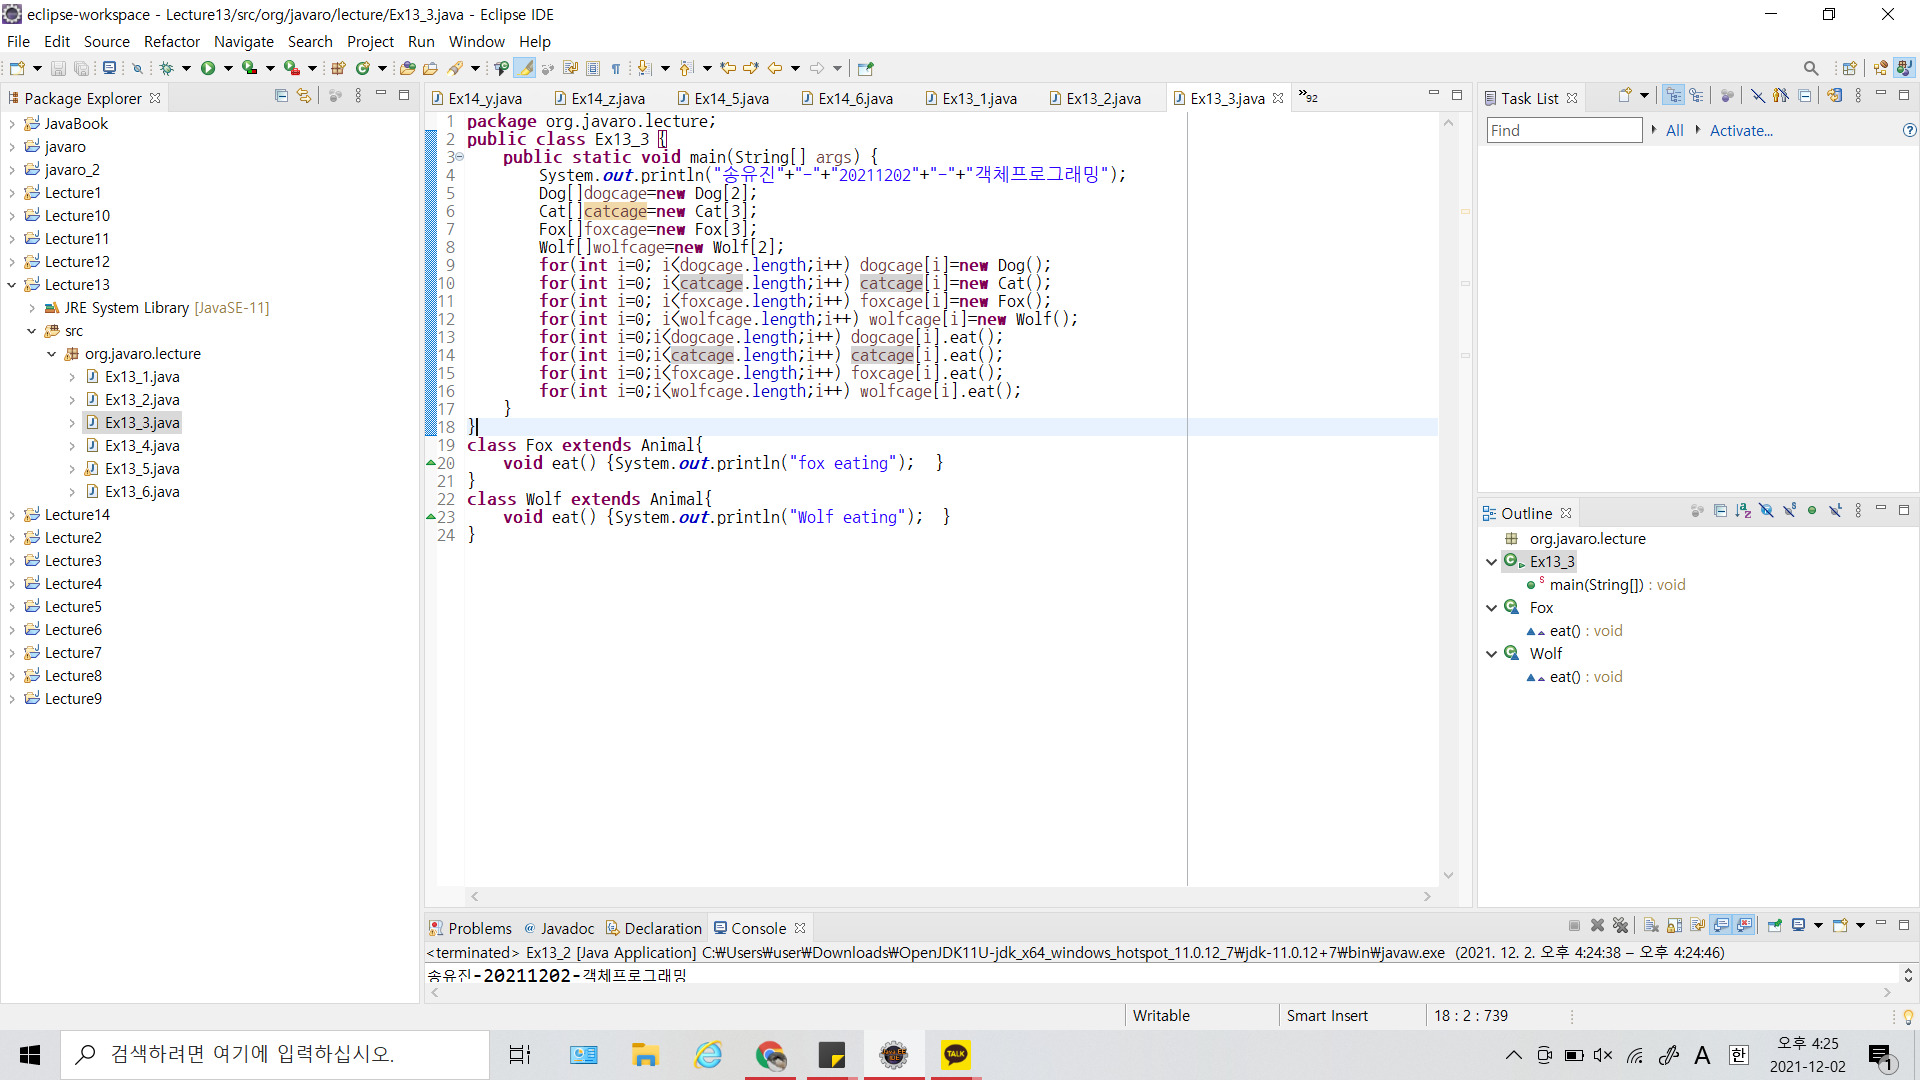 eclipse-workspace - Lecture13/src/org/javaro/lecture/Ex13_3.java - Eclipse IDE
File Edit Source Refactor Navigate Search Project Run Window Help
Package Explorer
JavaBook
javaro
javaro_2
Lecture1
Lecture10
Lecture11
Lecture12
Lecture13
JRE System Library [JavaSE-11]
src
org.javaro.lecture
Ex13_1.java
Ex13_2.java
Ex13_3.java
Ex13_4.java
Ex13_5.java
Ex13_6.java
Lecture14
Lecture2
Lecture3
Lecture4
Lecture5
Lecture6
Lecture7
Lecture8
Lecture9
Ex14_y.java Ex14_z.java Ex14_5.java Ex14_6.java Ex13_1.java Ex13_2.java Ex13_3.java »92
1 package org.javaro.lecture;
2 public class Ex13_3 {
3 public static void main(String[] args) {
4 System.out.println("송유진"+"-"+"20211202"+"-"+"객체프로그래밍");
5 Dog[]dogcage=new Dog[2];
6 Cat[]catcage=new Cat[3];
7 Fox[]foxcage=new Fox[3];
8 Wolf[]wolfcage=new Wolf[2];
9 for(int i=0; i<dogcage.length;i++) dogcage[i]=new Dog();
10 for(int i=0; i<catcage.length;i++) catcage[i]=new Cat();
11 for(int i=0; i<foxcage.length;i++) foxcage[i]=new Fox();
12 for(int i=0; i<wolfcage.length;i++) wolfcage[i]=new Wolf();
13 for(int i=0;i<dogcage.length;i++) dogcage[i].eat();
14 for(int i=0;i<catcage.length;i++) catcage[i].eat();
15 for(int i=0;i<foxcage.length;i++) foxcage[i].eat();
16 for(int i=0;i<wolfcage.length;i++) wolfcage[i].eat();
17 }
18 }
19 class Fox extends Animal{
20 void eat() {System.out.println("fox eating"); }
21 }
22 class Wolf extends Animal{
23 void eat() {System.out.println("Wolf eating"); }
24 }
Task List
Find All Activate...
Outline
org.javaro.lecture
Ex13_3
main(String[]) : void
Fox
eat() : void
Wolf
eat() : void
Problems @ Javadoc Declaration Console
<terminated> Ex13_2 [Java Application] C:₩Users₩user₩Downloads₩OpenJDK11U-jdk_x64_windows_hotspot_11.0.12_7₩jdk-11.0.12+7₩bin₩javaw.exe (2021. 12. 2. 오후 4:24:38 – 오후 4:24:46)
송유진-20211202-객체프로그래밍
Writable Smart Insert 18 : 2 : 739
검색하려면 여기에 입력하십시오.
TALK
A 한
오후 4:25
2021-12-02
1